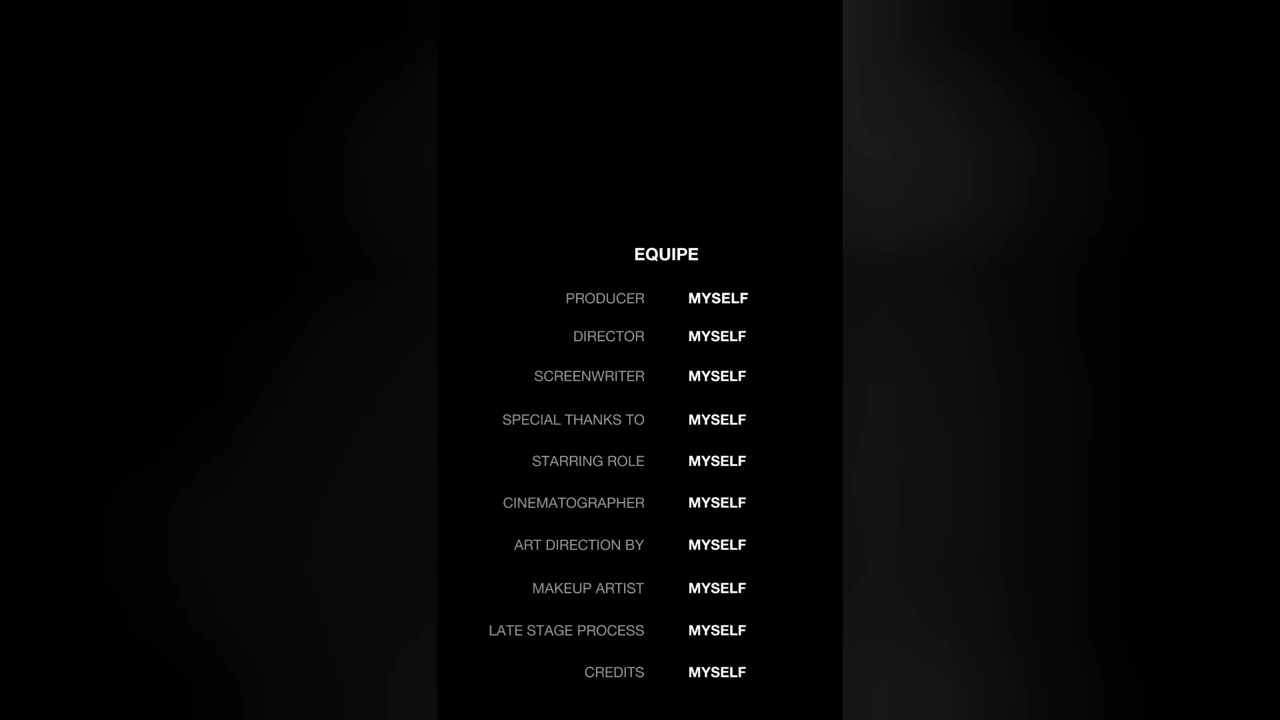 EQUIPE
PRODUCER MYSELF
DIRECTOR MYSELF
SCREENWRITER MYSELF
SPECIAL THANKS TO MYSELF
STARRING ROLE MYSELF
CINEMATOGRAPHER MYSELF
ART DIRECTION BY MYSELF
MAKEUP ARTIST MYSELF
LATE STAGE PROCESS MYSELF
CREDITS MYSELF